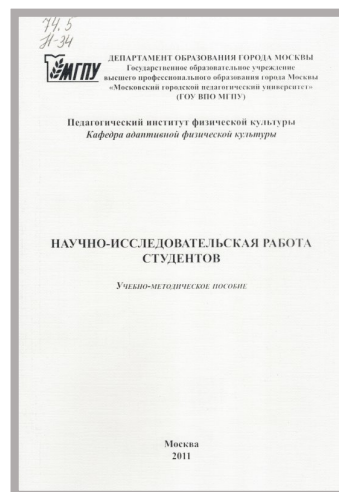 74.5
Н-34
МГПУ
ДЕПАРТАМЕНТ ОБРАЗОВАНИЯ ГОРОДА МОСКВЫ
Государственное образовательное учреждение
высшего профессионального образования города Москвы
«Московский городской педагогический университет»
(ГОУ ВПО МГПУ)
Педагогический институт физической культуры
Кафедра адаптивной физической культуры
НАУЧНО-ИССЛЕДОВАТЕЛЬСКАЯ РАБОТА
СТУДЕНТОВ
УЧЕБНО-МЕТОДИЧЕСКОЕ ПОСОБИЕ
Москва
2011